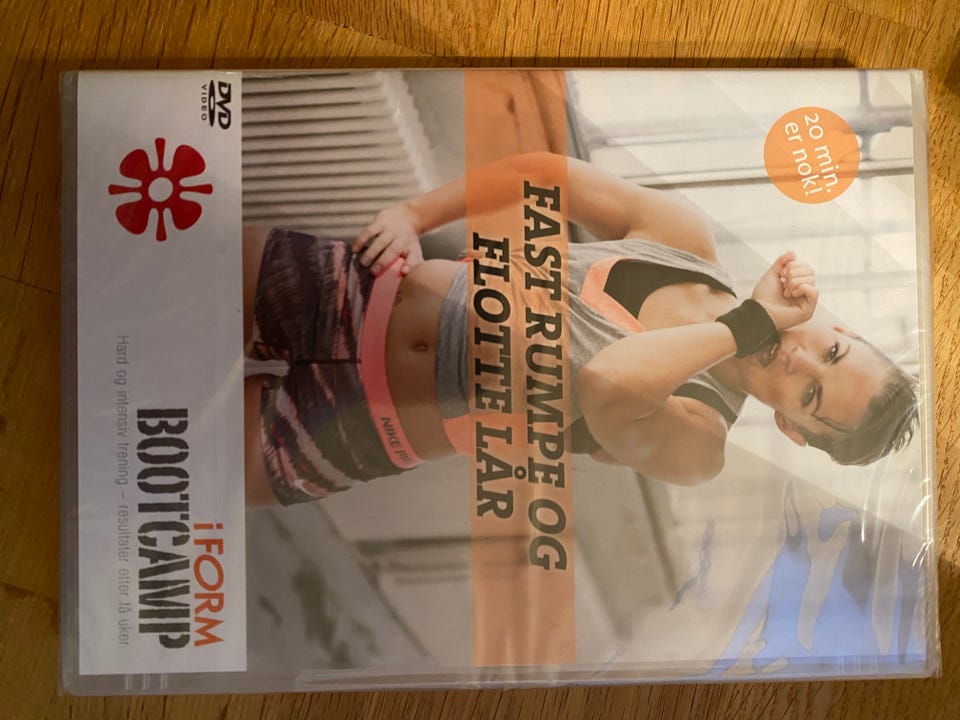 20 min.
er nok!
FAST RUMPE OG
FLOTTE LÅR
NIKE PRO
DVD
VIDEO
i FORM
BOOTCAMP
Hard og intensiv trening – resultater etter få uker